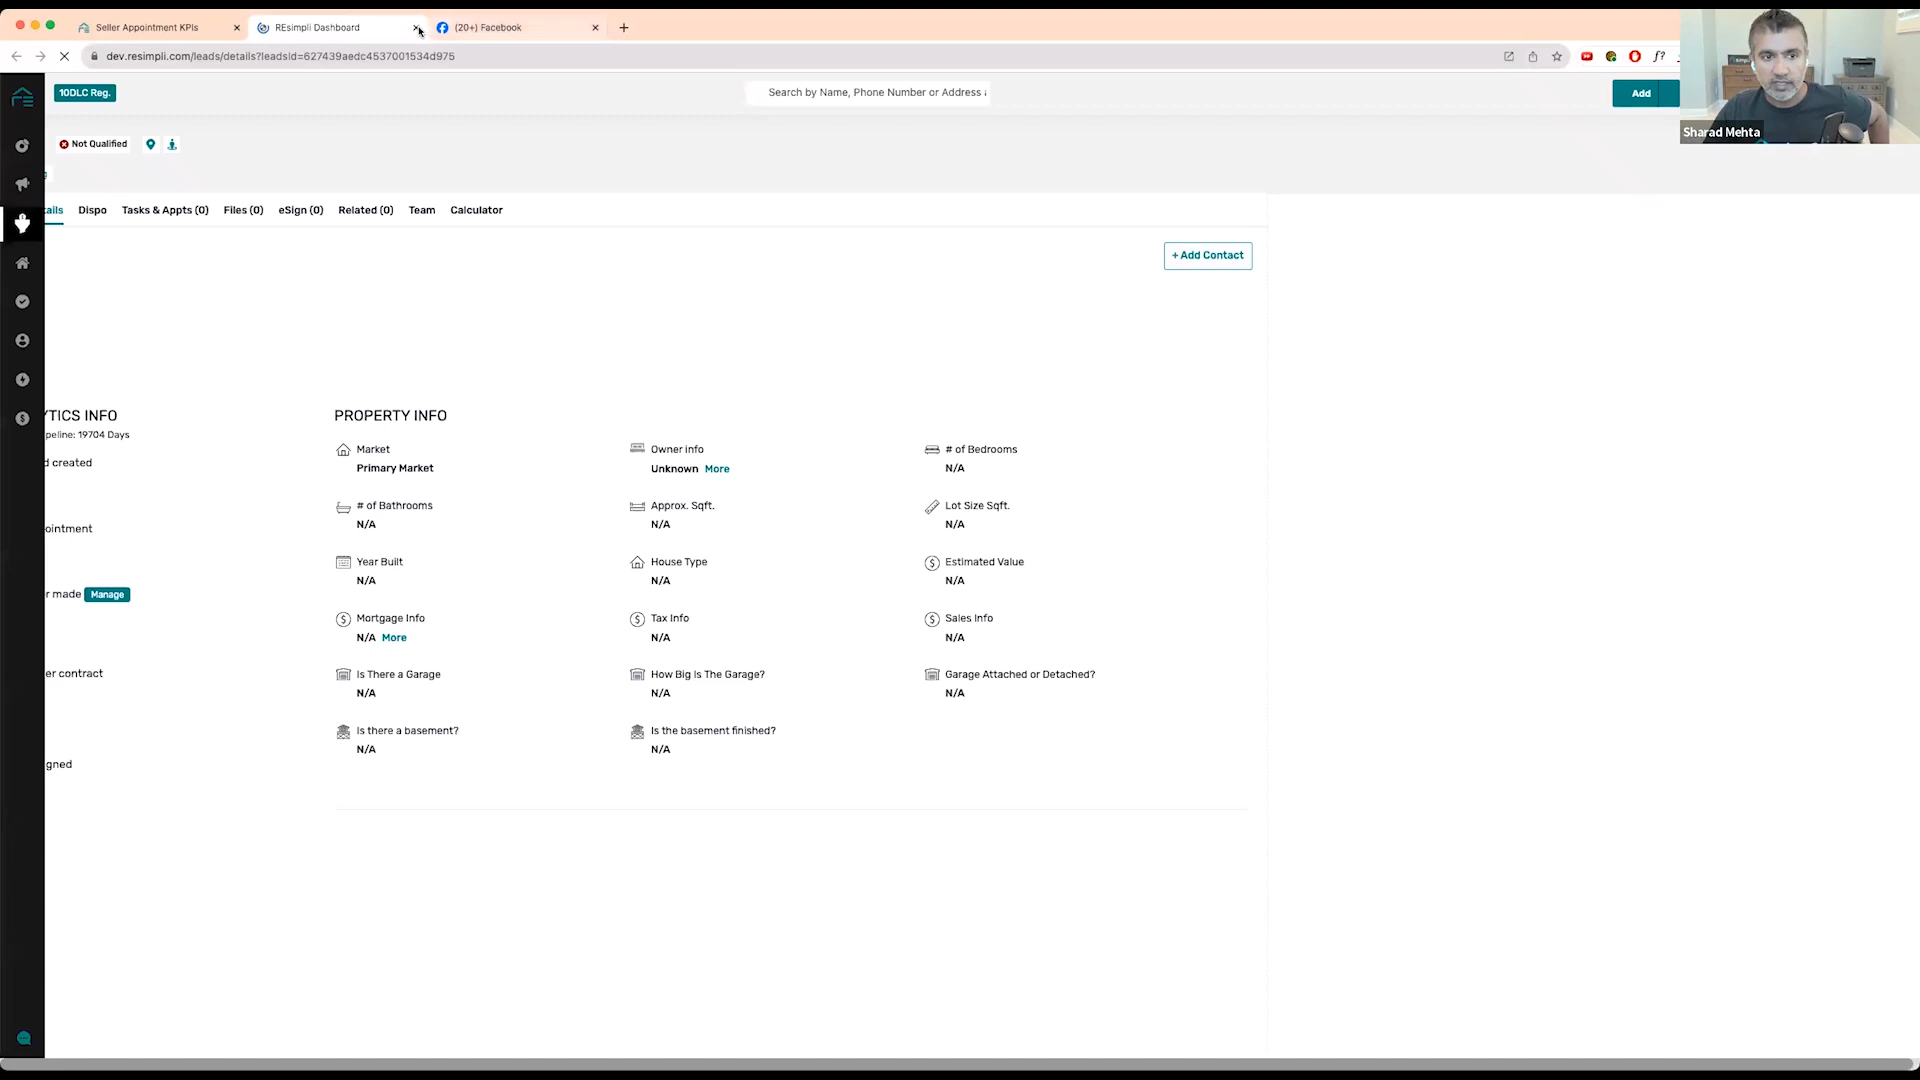 Seller Appointment KPIs
REsimpli Dashboard
(20+) Facebook
dev.resimpli.com/leads/details?leadsid=627439aedc4537001534d975
f?
10DLC Reg.
Search by Name, Phone Number or Address
Add
Sharad Mehta
Not Qualified
ails
Dispo
Tasks & Appts (0)
Files (0)
eSign (0)
Related (0)
Team
Calculator
+ Add Contact
YTICS INFO
peline: 19704 Days
d created
ointment
r made Manage
er contract
gned
PROPERTY INFO
Market
Primary Market
Owner info
Unknown More
# of Bedrooms
N/A
# of Bathrooms
N/A
Approx. Sqft.
N/A
Lot Size Sqft.
N/A
Year Built
N/A
House Type
N/A
Estimated Value
N/A
Mortgage Info
N/A More
Tax Info
N/A
Sales Info
N/A
Is There a Garage
N/A
How Big Is The Garage?
N/A
Garage Attached or Detached?
N/A
Is there a basement?
N/A
Is the basement finished?
N/A